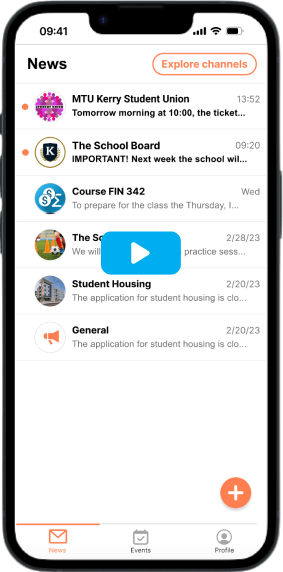 09:41
News
Explore channels
MTU Kerry Student Union 13:52
Tomorrow morning at 10:00, the ticket...
K
The School Board 09:20
IMPORTANT! Next week the school wil...
Course FIN 342 Wed
To prepare for the class the Thursday, I...
The 2/28/23
We will practice sess...
Student Housing 2/20/23
The application for student housing is clo...
General 2/20/23
The application for student housing is clo...
News Events Profile